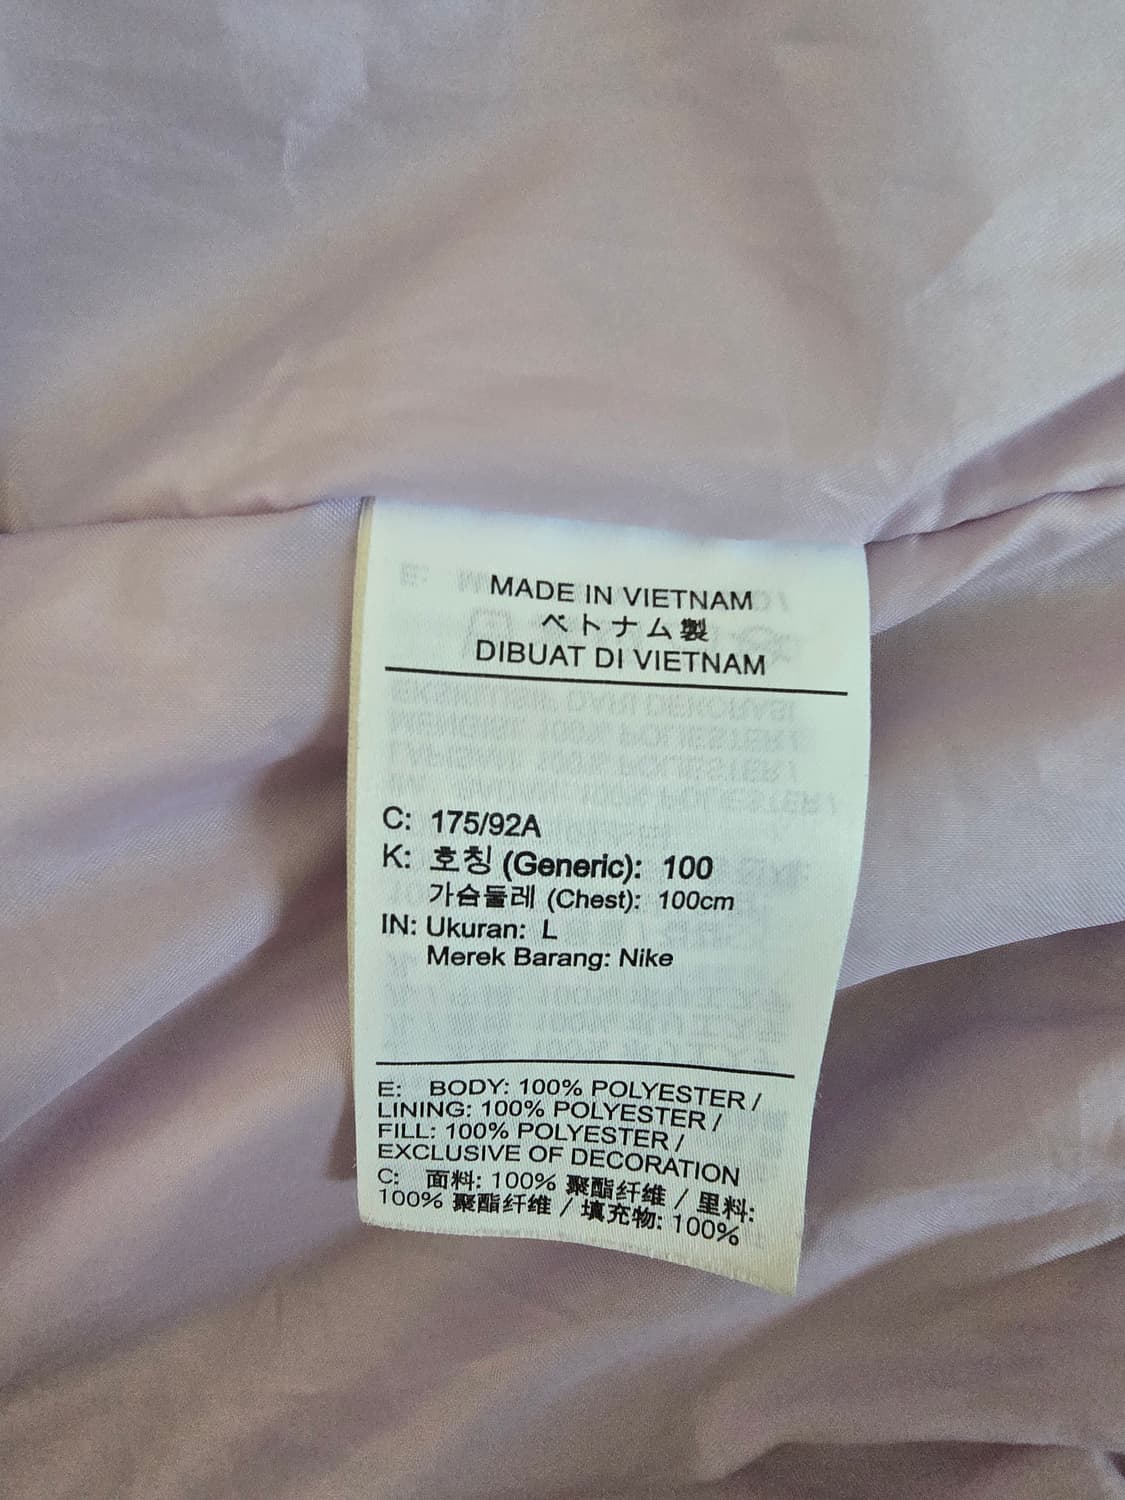 MADE IN VIETNAM
ベトナム製
DIBUAT DI VIETNAM
C: 175/92A
K: 호칭 (Generic): 100
가슴둘레 (Chest): 100cm
IN: Ukuran: L
Merek Barang: Nike
E: BODY: 100% POLYESTER /
LINING: 100% POLYESTER /
FILL: 100% POLYESTER /
EXCLUSIVE OF DECORATION
C: 面料: 100% 聚酯纤维 / 里料:
100% 聚酯纤维 / 填充物: 100%